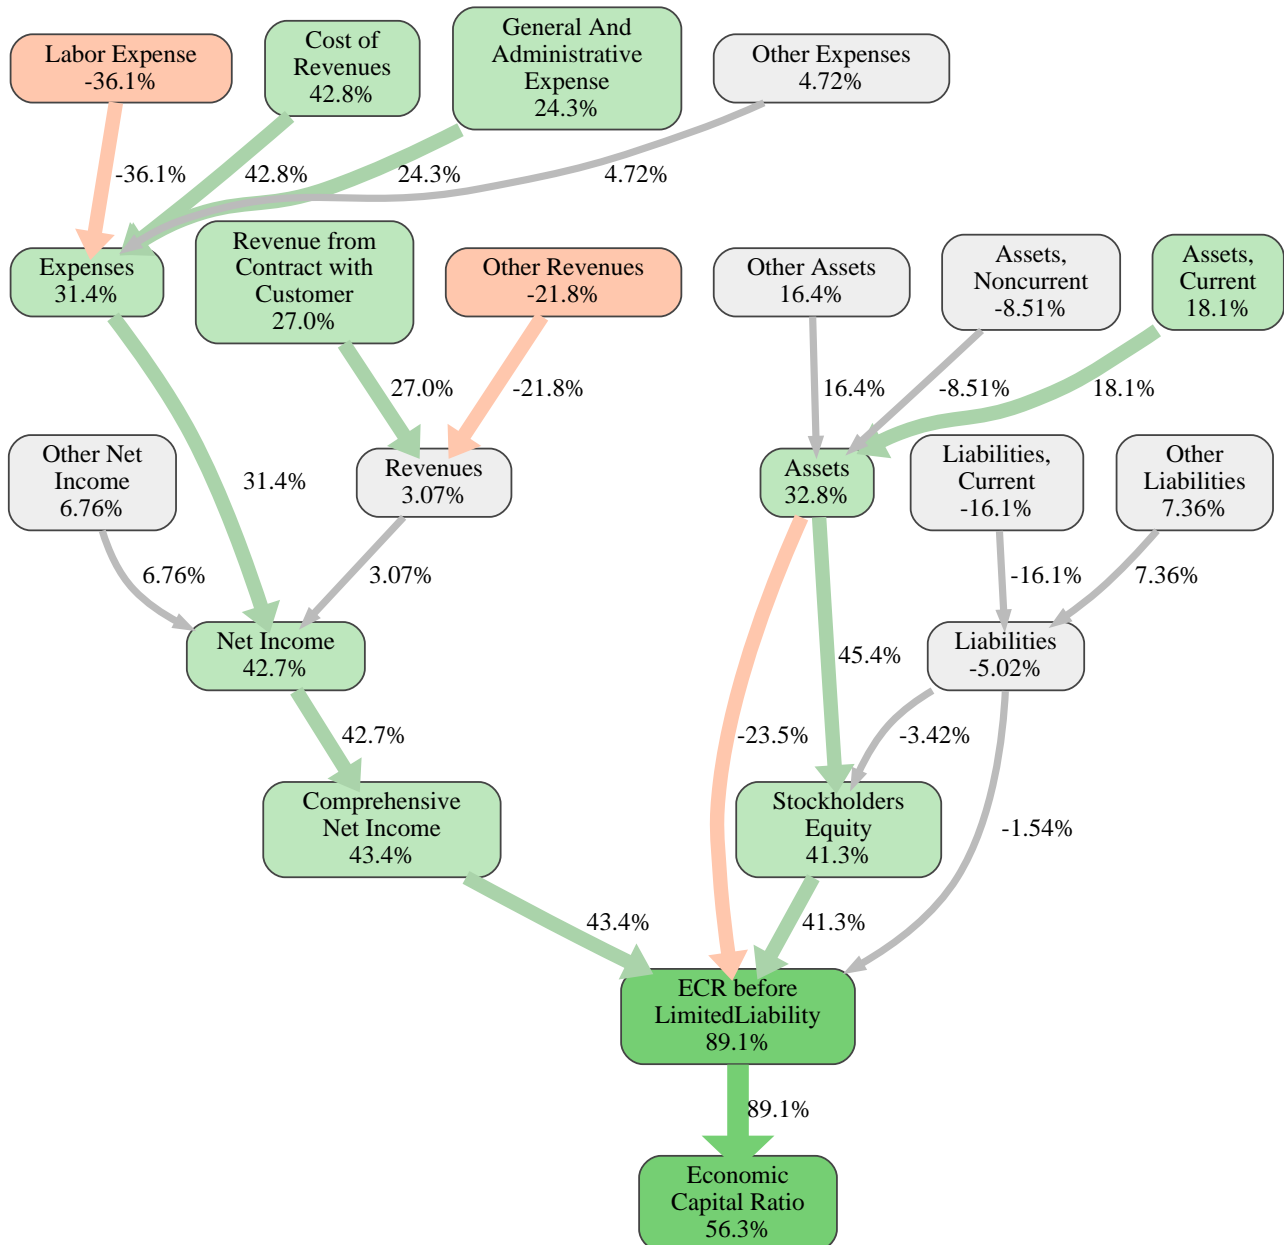 Labor Expense
-36.1%
Cost of
Revenues
42.8%
General And
Administrative
Expense
24.3%
Other Expenses
4.72%
-36.1%
42.8%
24.3%
4.72%
Expenses
31.4%
Revenue from
Contract with
Customer
27.0%
Other Revenues
-21.8%
Other Assets
16.4%
Assets,
Noncurrent
-8.51%
Assets,
Current
18.1%
27.0%
-21.8%
16.4%
-8.51%
18.1%
Other Net
Income
6.76%
31.4%
Revenues
3.07%
Assets
32.8%
Liabilities,
Current
-16.1%
Other
Liabilities
7.36%
6.76%
3.07%
-16.1%
7.36%
Net Income
42.7%
45.4%
Liabilities
-5.02%
42.7%
-23.5%
-3.42%
Comprehensive
Net Income
43.4%
Stockholders
Equity
41.3%
-1.54%
43.4%
41.3%
ECR before
LimitedLiability
89.1%
89.1%
Economic
Capital Ratio
56.3%